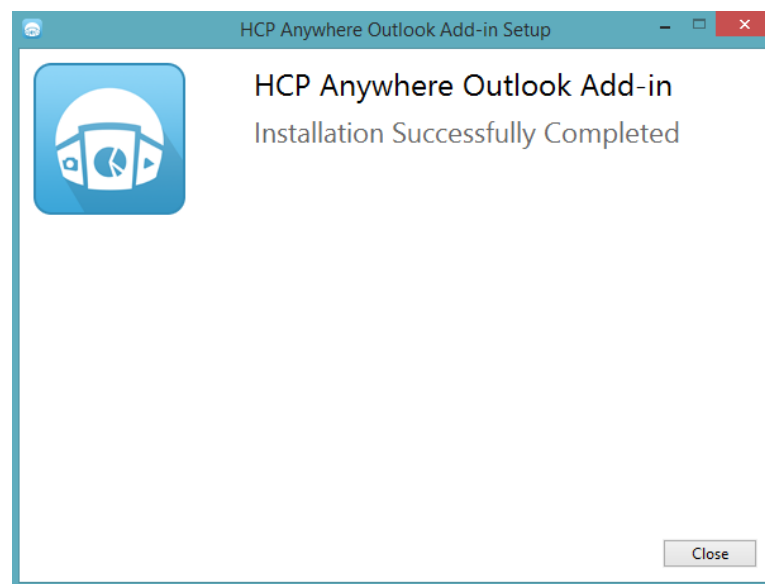 HCP Anywhere Outlook Add-in Setup
HCP Anywhere Outlook Add-in
Installation Successfully Completed
Close